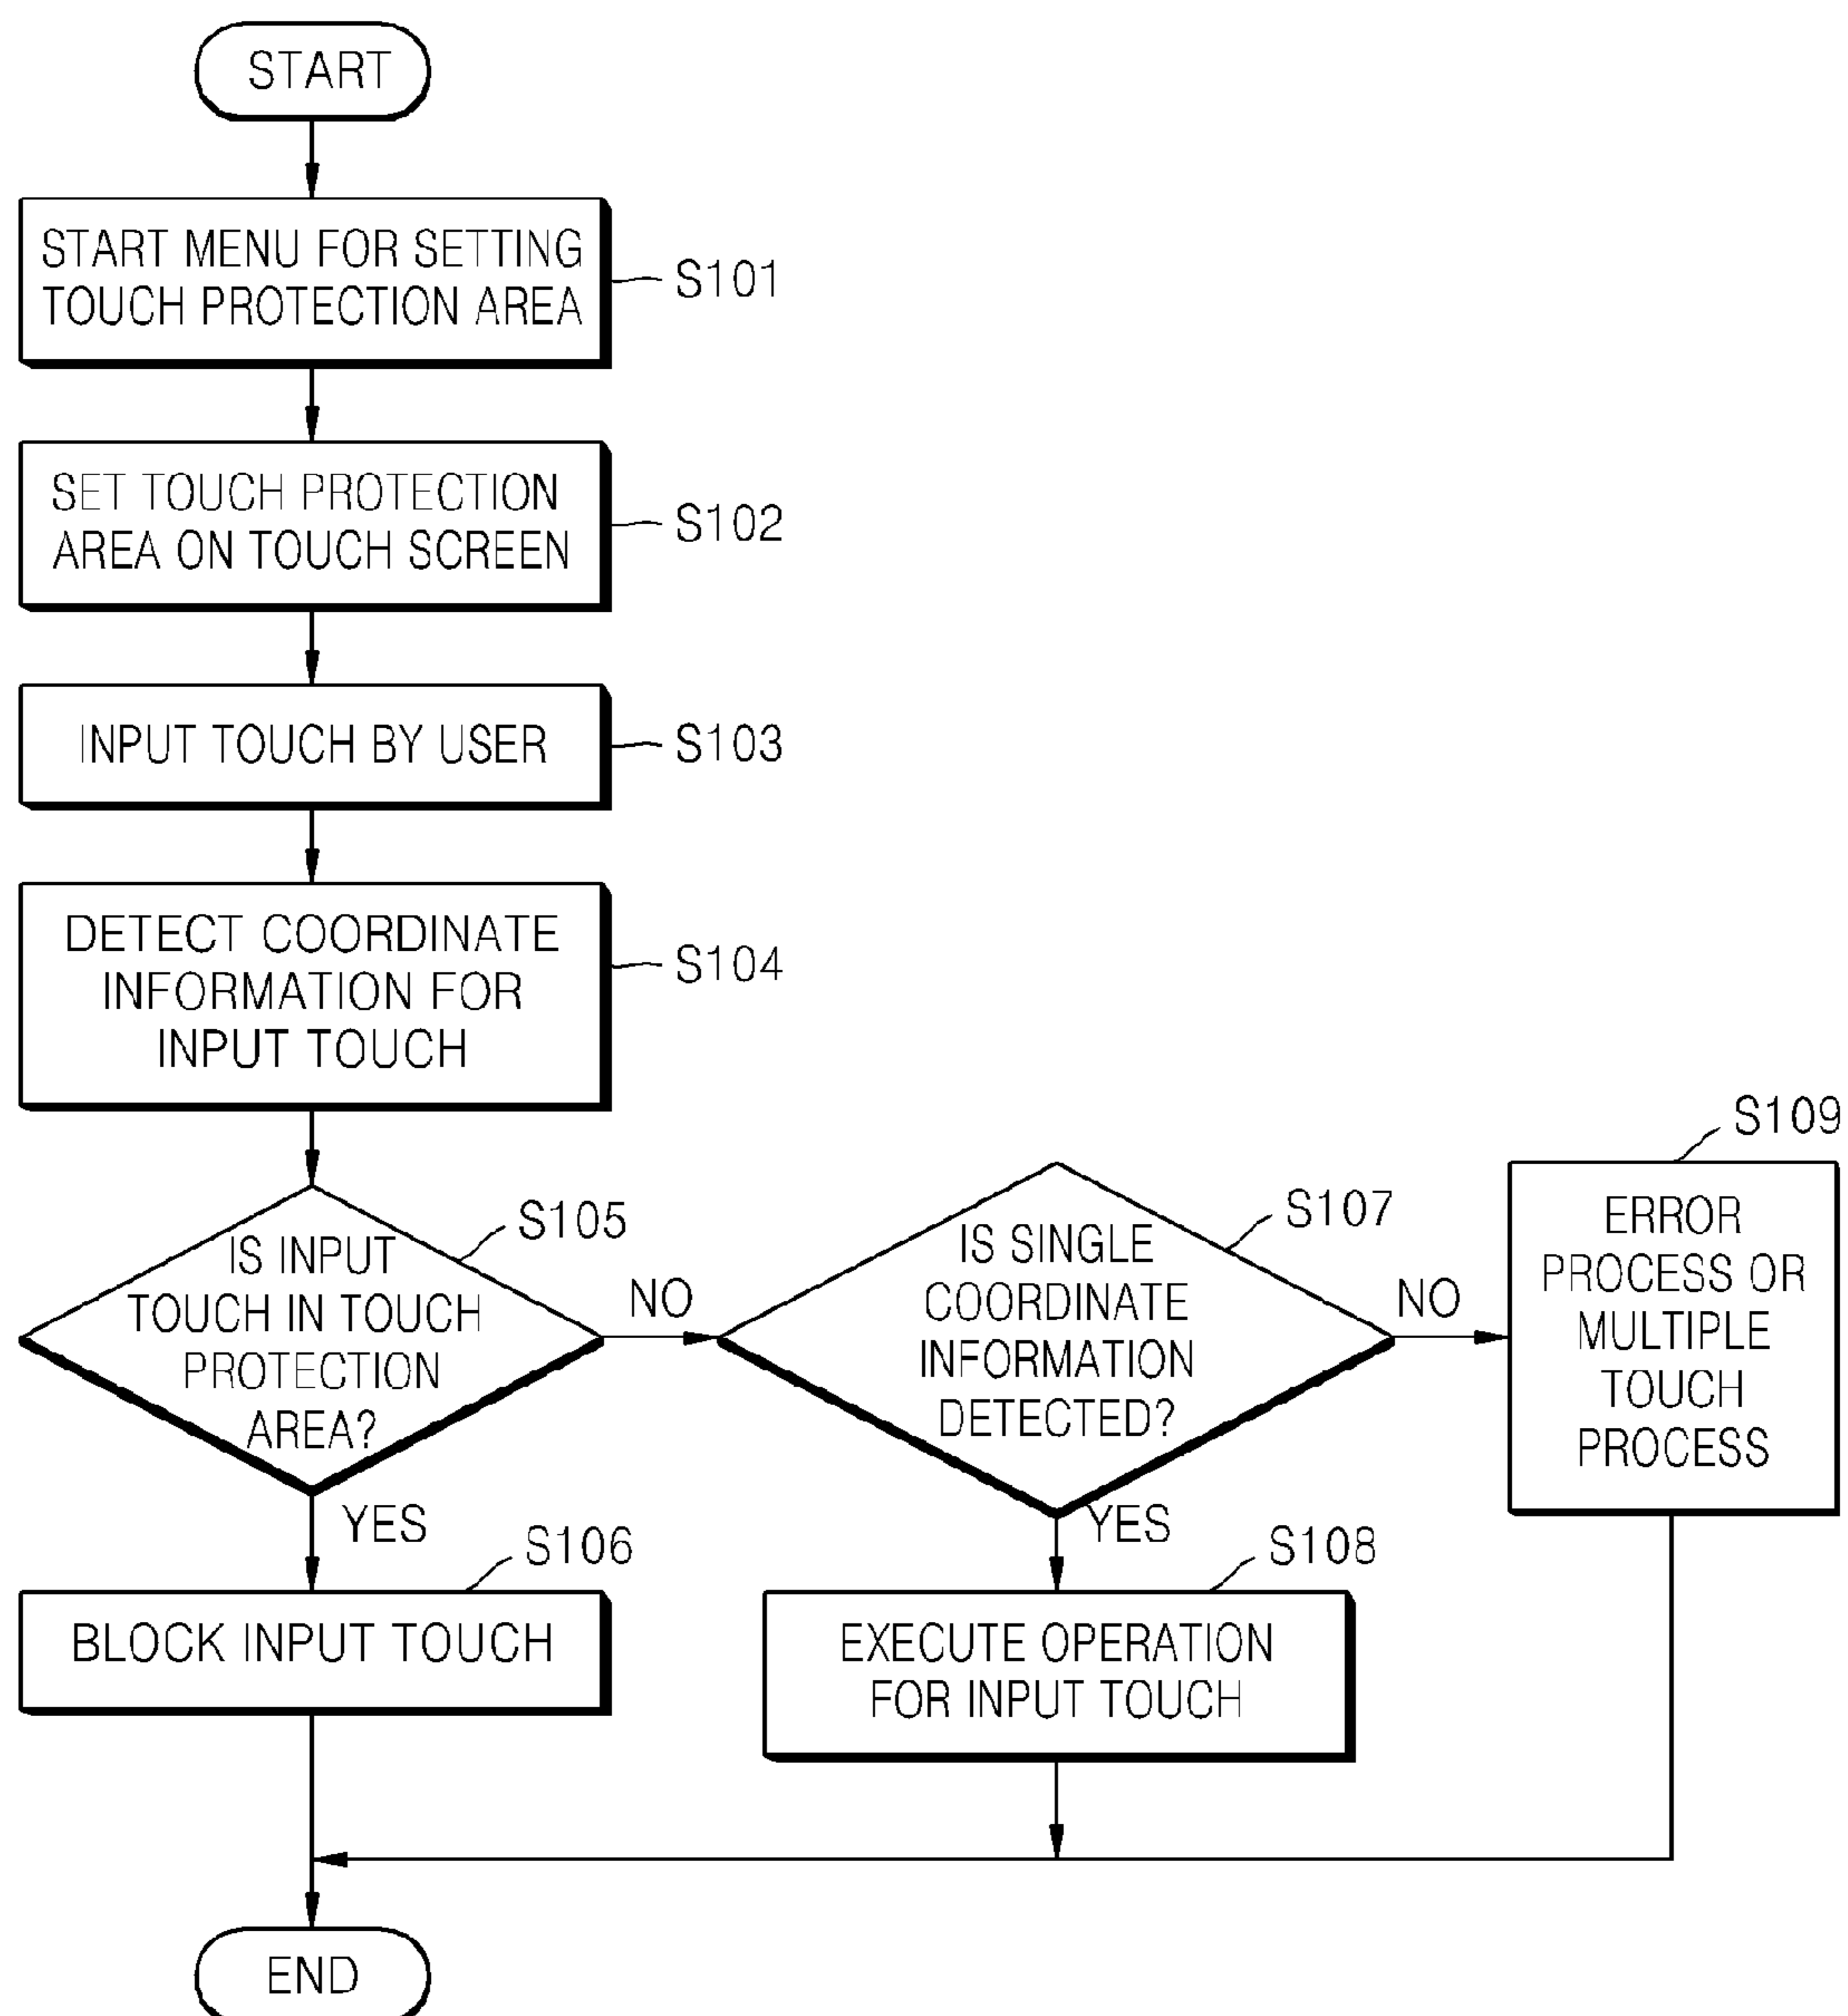 START
START MENU FOR SETTING
TOUCH PROTECTION AREA
S101
SET TOUCH PROTECTION
AREA ON TOUCH SCREEN
S102
INPUT TOUCH BY USER
S103
DETECT COORDINATE
INFORMATION FOR
INPUT TOUCH
S104
IS INPUT
TOUCH IN TOUCH
PROTECTION
AREA?
S105
NO
YES
IS SINGLE
COORDINATE
INFORMATION
DETECTED?
S107
NO
YES
S109
ERROR
PROCESS OR
MULTIPLE
TOUCH
PROCESS
S106
BLOCK INPUT TOUCH
S108
EXECUTE OPERATION
FOR INPUT TOUCH
END